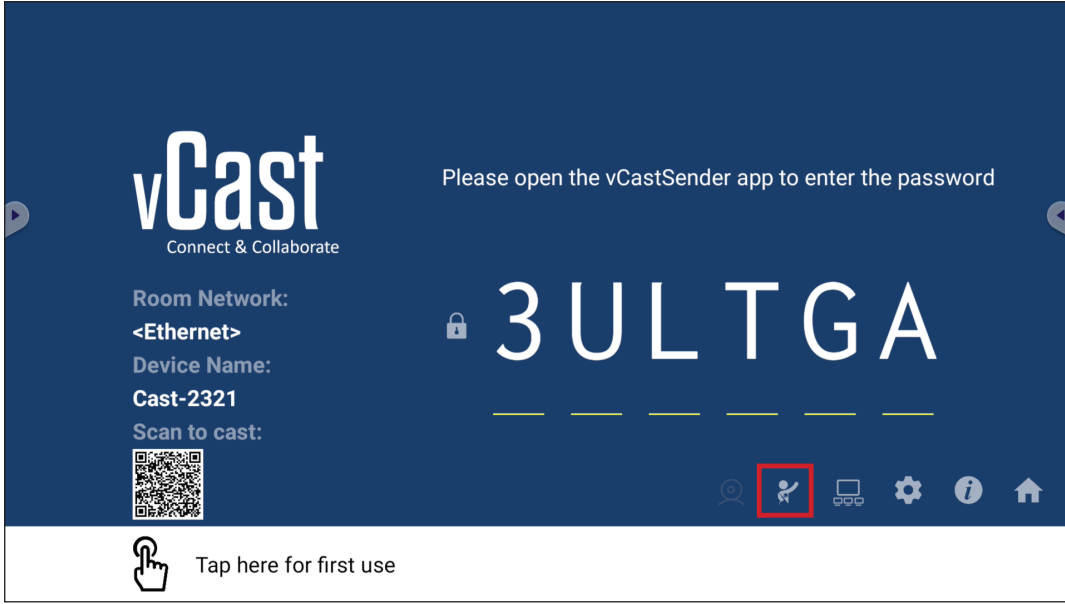 vCast
Connect & Collaborate
Please open the vCastSender app to enter the password
Room Network:
<Ethernet>
Device Name:
Cast-2321
Scan to cast:
3ULTGA
Tap here for first use